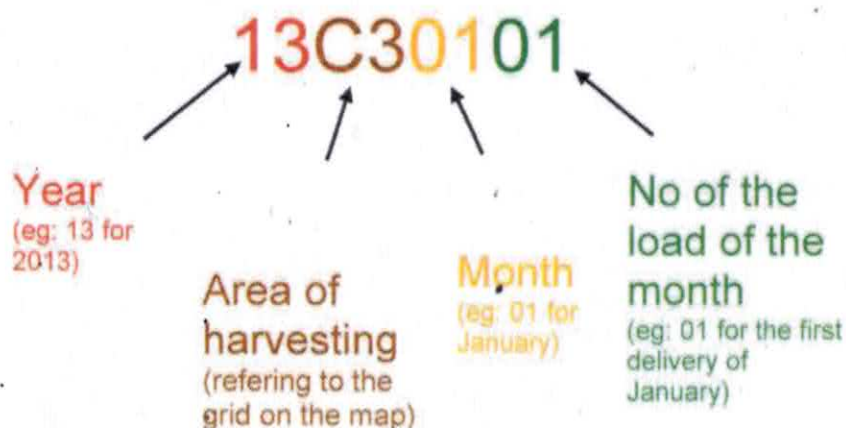 13C30101
Year
(eg: 13 for
2013)
Area of
harvesting
(refering to the
grid on the map)
Month
(eg: 01 for
January)
No of the
load of the
month
(eg: 01 for the first
delivery of
January)